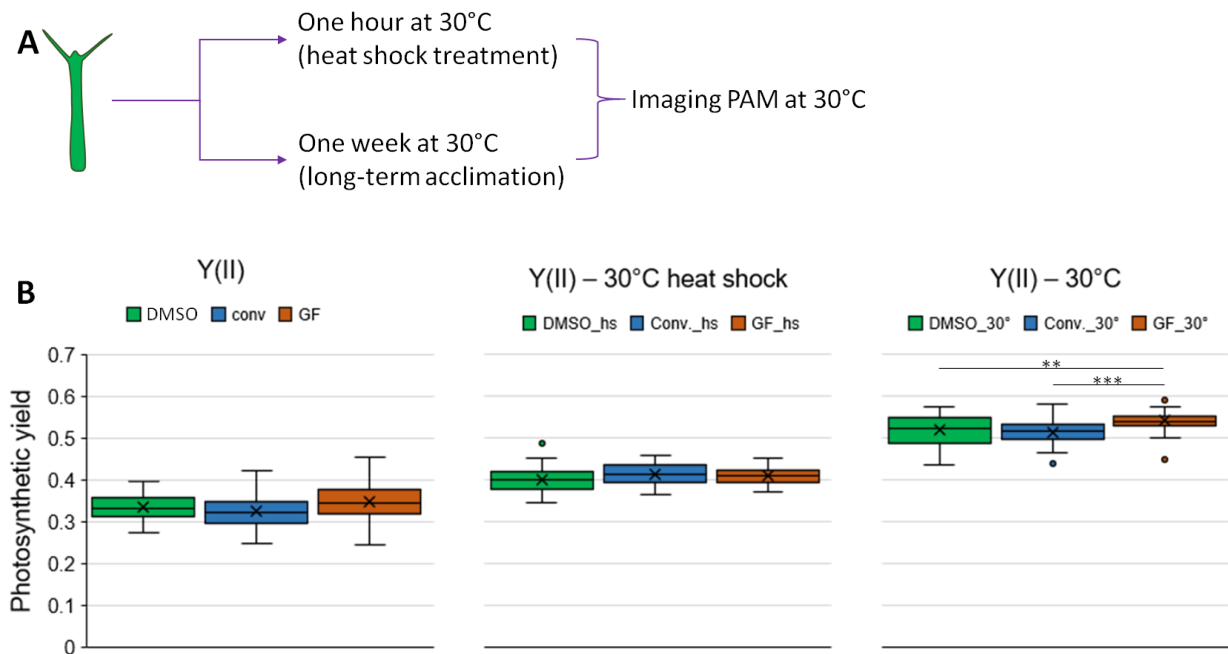 A
One hour at 30°C
(heat shock treatment)
Imaging PAM at 30°C
One week at 30°C
(long-term acclimation)
B
Y(II)
DMSO conv GF
Y(II) – 30°C heat shock
DMSO_hs Conv._hs GF_hs
Y(II) – 30°C
DMSO_30° Conv._30° GF_30°
Photosynthetic yield
0.7
0.6
0.5
0.4
0.3
0.2
0.1
0
**
***